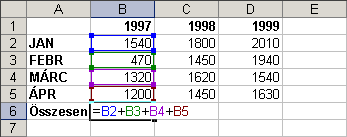 A B C D E
1 1997 1998 1999
2 JAN 1540 1800 2010
3 FEBR 470 1450 1940
4 MÁRC 1320 1620 1540
5 ÁPR 1200 1450 1630
6 Összesen =B2+B3+B4+B5
7